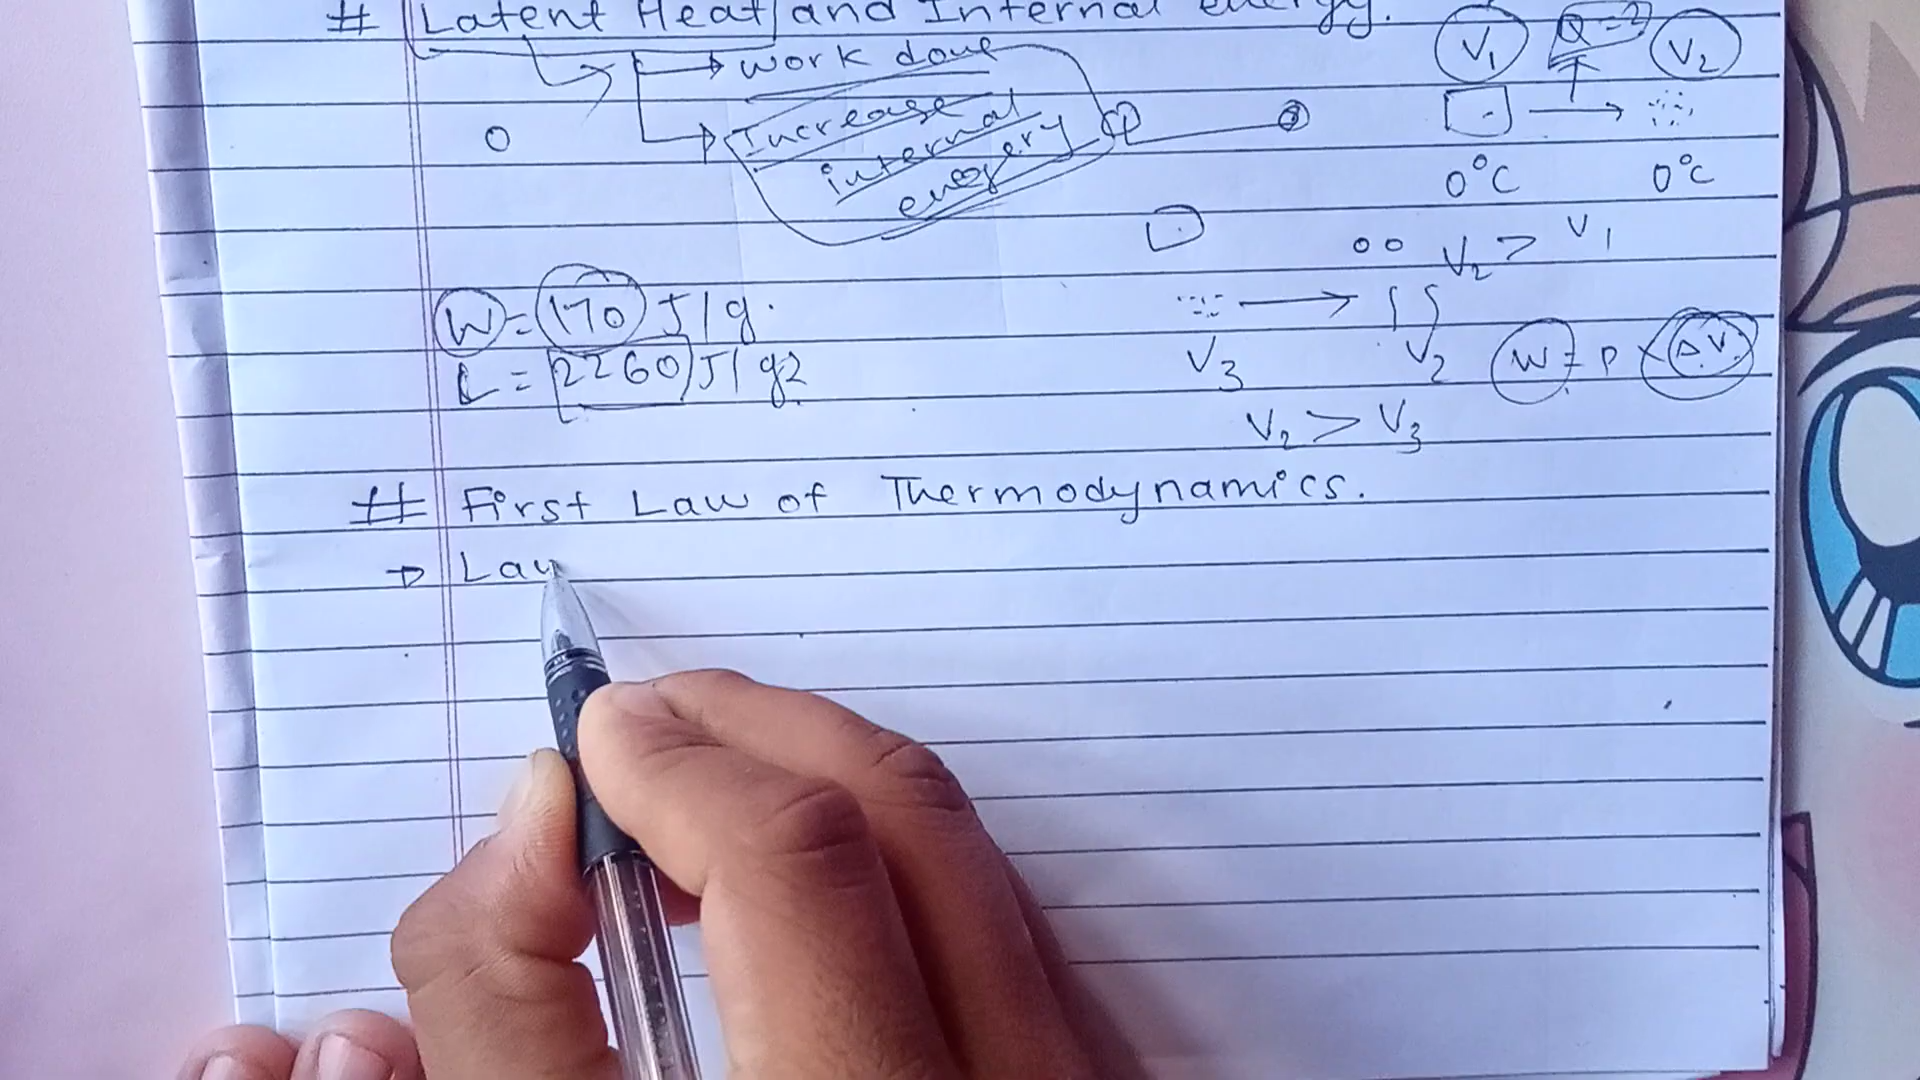 # Latent Heat and Internal energy.
work done
Increase
internal
V₁ Q = ? V₂
0°C 0°C
V₂ > V₁
W = 170 J/g.
L = 2260 J/g
V₃ V₂
W = P × ΔV.
V₂ > V₃
# First Law of Thermodynamics.
→ Law